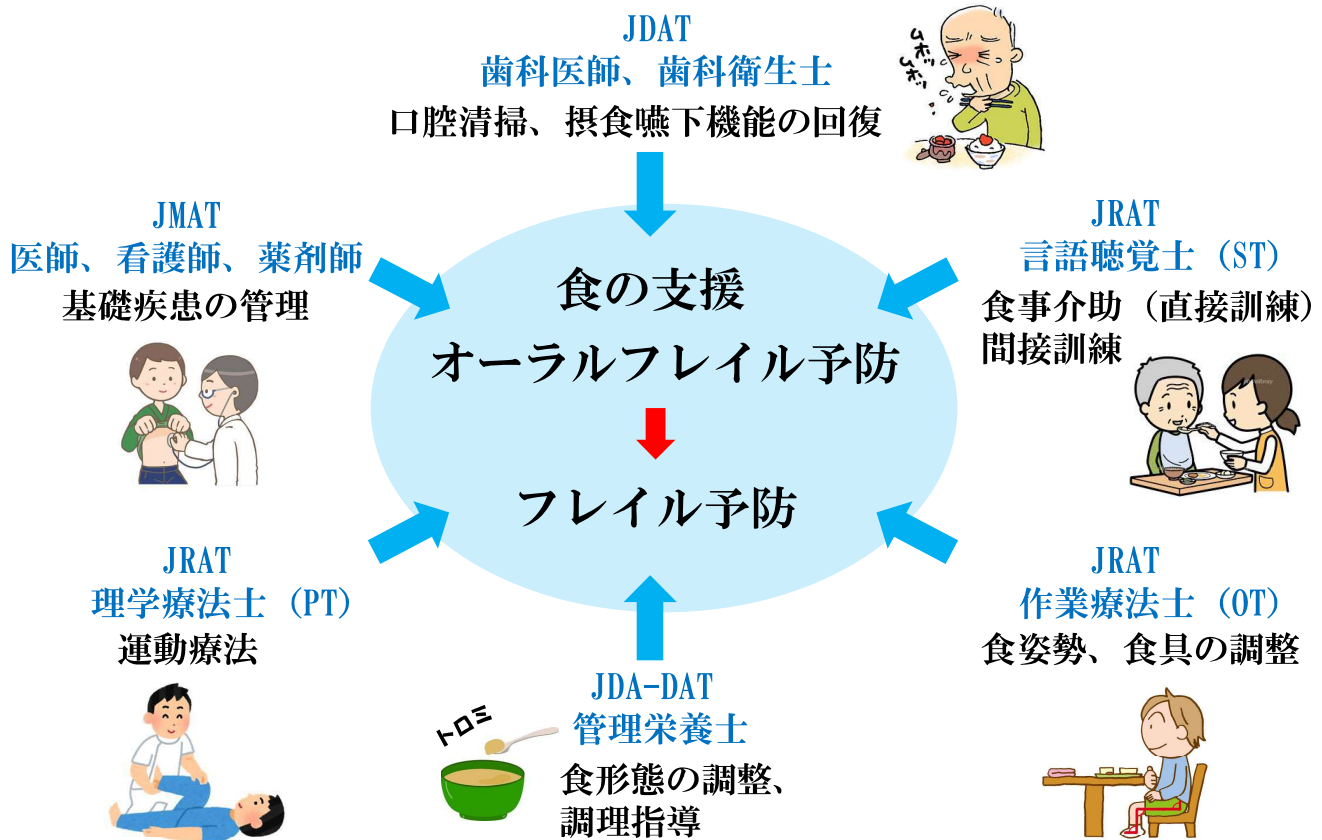 JDAT
歯科医師、歯科衛生士
口腔清掃、摂食嚥下機能の回復
ムホッ
ムホッ
JMAT
医師、看護師、薬剤師
基礎疾患の管理
JRAT
言語聴覚士（ST）
食事介助（直接訓練）
間接訓練
食の支援
オーラルフレイル予防
フレイル予防
JRAT
理学療法士（PT）
運動療法
JDA-DAT
管理栄養士
食形態の調整、
調理指導
トロミ
JRAT
作業療法士（OT）
食姿勢、食具の調整